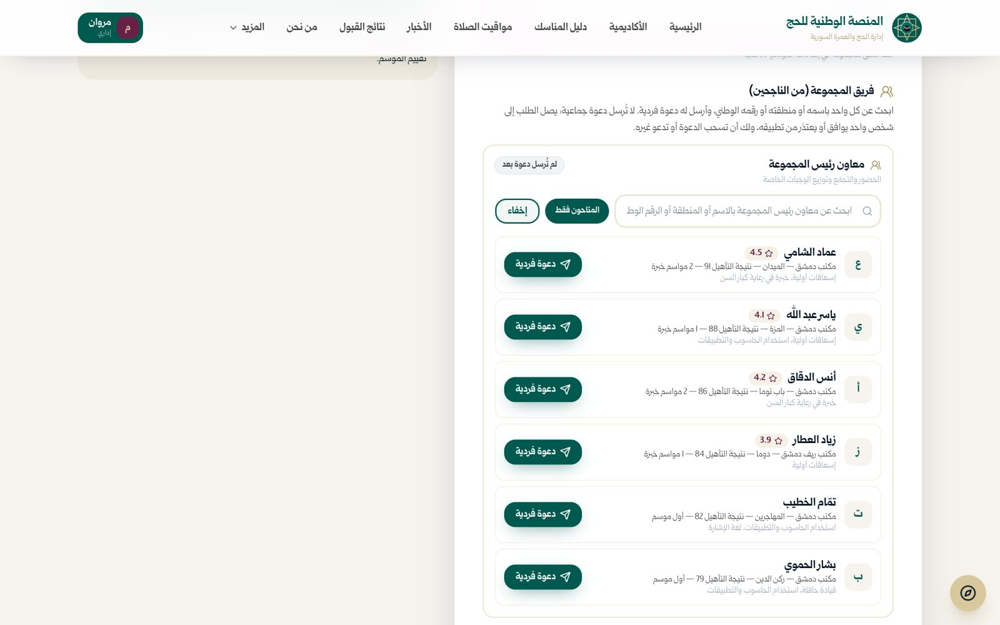 المنصة الوطنية للحج
إدارة الحج والعمرة السورية
الرئيسية
الأكاديمية
دليل المناسك
مواقيت الصلاة
الأخبار
نتائج القبول
من نحن
المزيد
مروان
إداري
م
تقييم الموسم.
فريق المجموعة (من الناجحين)
ابحث عن كل واحد باسمه أو منطقته أو رقمه الوطني، وأرسل له دعوة فردية. لا تُرسل دعوة جماعية: يصل الطلب إلى
شخص واحد يوافق أو يعتذر من تطبيقه، ولك أن تسحب الدعوة أو تدعو غيره.
معاون رئيس المجموعة
لم تُرسل دعوة بعد
الحضور والتجمّع وتوزيع الوجبات الخاصة
ابحث عن معاون رئيس المجموعة بالاسم أو المنطقة أو الرقم الوط
المتاحون فقط
إخفاء
ع
عماد الشامي 4.5
مكتب دمشق — الميدان — نتيجة التأهيل 91 — 2 مواسم خبرة
إسعافات أولية، خبرة في رعاية كبار السن
دعوة فردية
ي
ياسر عبد الله 4.1
مكتب دمشق — المزة — نتيجة التأهيل 88 — 1 مواسم خبرة
إسعافات أولية، استخدام الحاسوب والتطبيقات
دعوة فردية
أ
أنس الدقاق 4.2
مكتب دمشق — باب توما — نتيجة التأهيل 86 — 2 مواسم خبرة
خبرة في رعاية كبار السن
دعوة فردية
ز
زياد العطار 3.9
مكتب ريف دمشق — دوما — نتيجة التأهيل 84 — 1 مواسم خبرة
إسعافات أولية
دعوة فردية
ت
تمّام الخطيب
مكتب دمشق — المهاجرين — نتيجة التأهيل 82 — أول موسم
استخدام الحاسوب والتطبيقات، لغة الإشارة
دعوة فردية
ب
بشار الحموي
مكتب دمشق — ركن الدين — نتيجة التأهيل 79 — أول موسم
قيادة حافلة، استخدام الحاسوب والتطبيقات
دعوة فردية